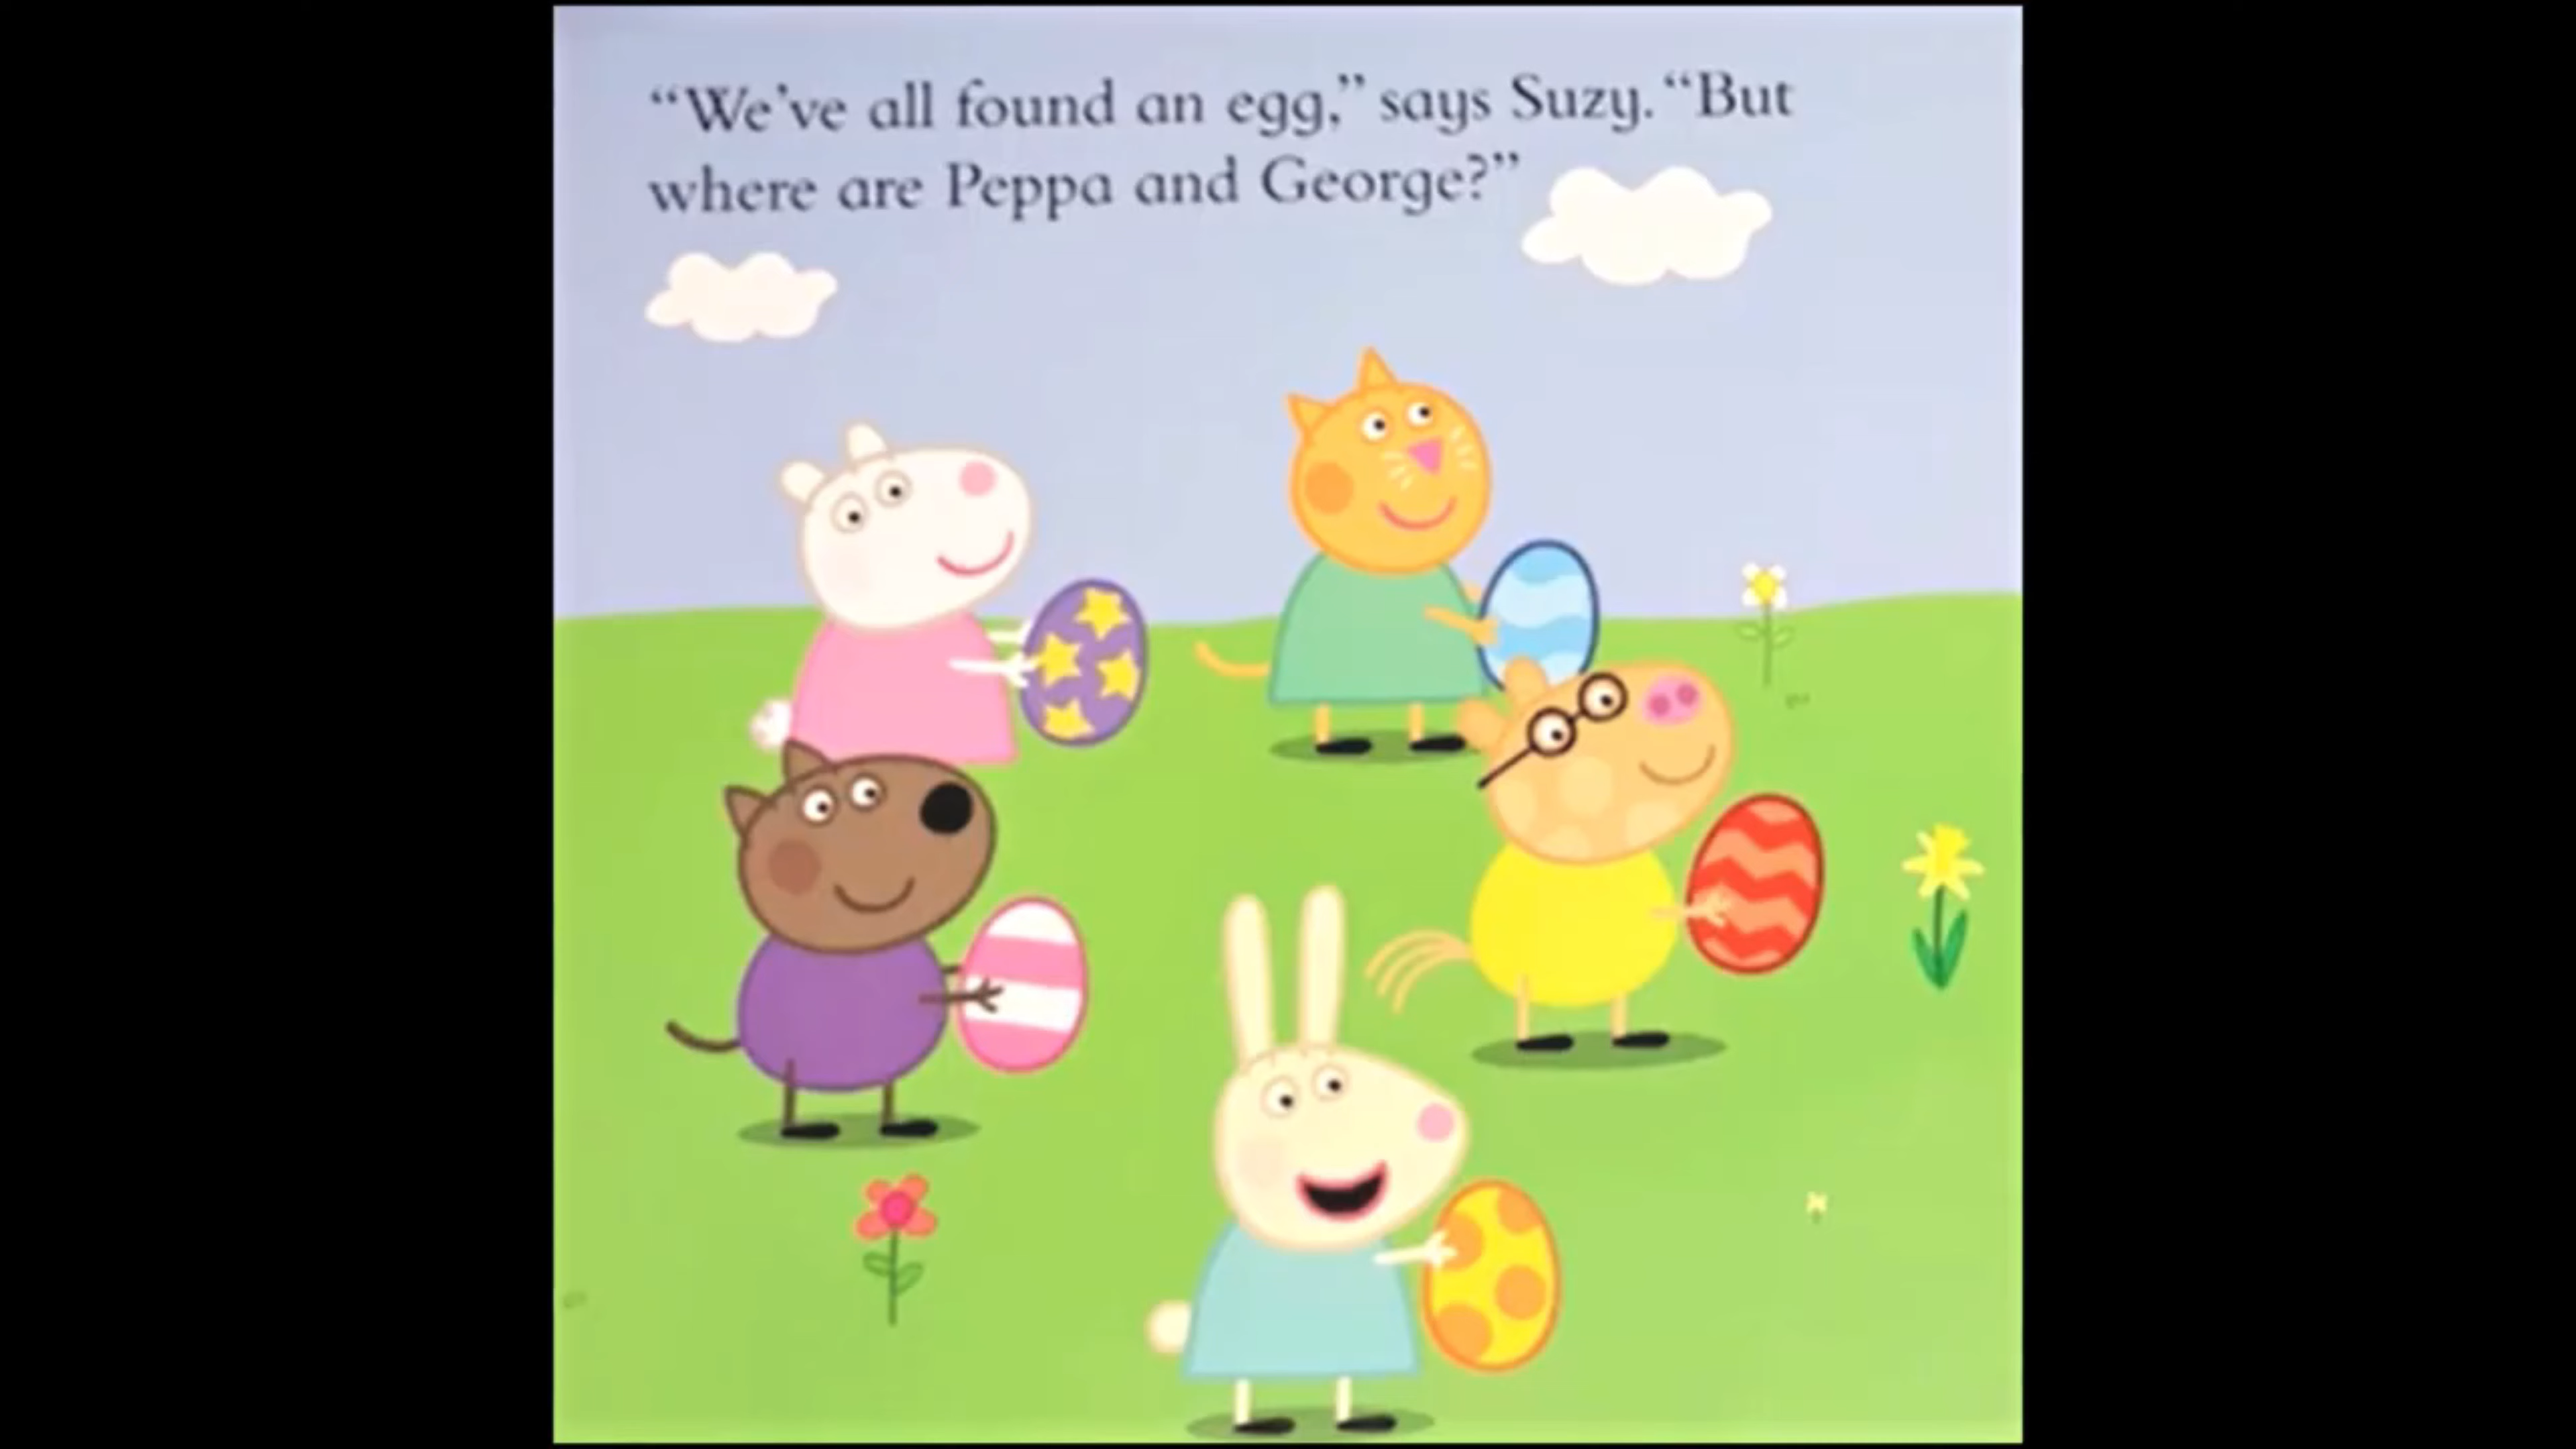 “We’ve all found an egg,” says Suzy. “But
where are Peppa and George?”